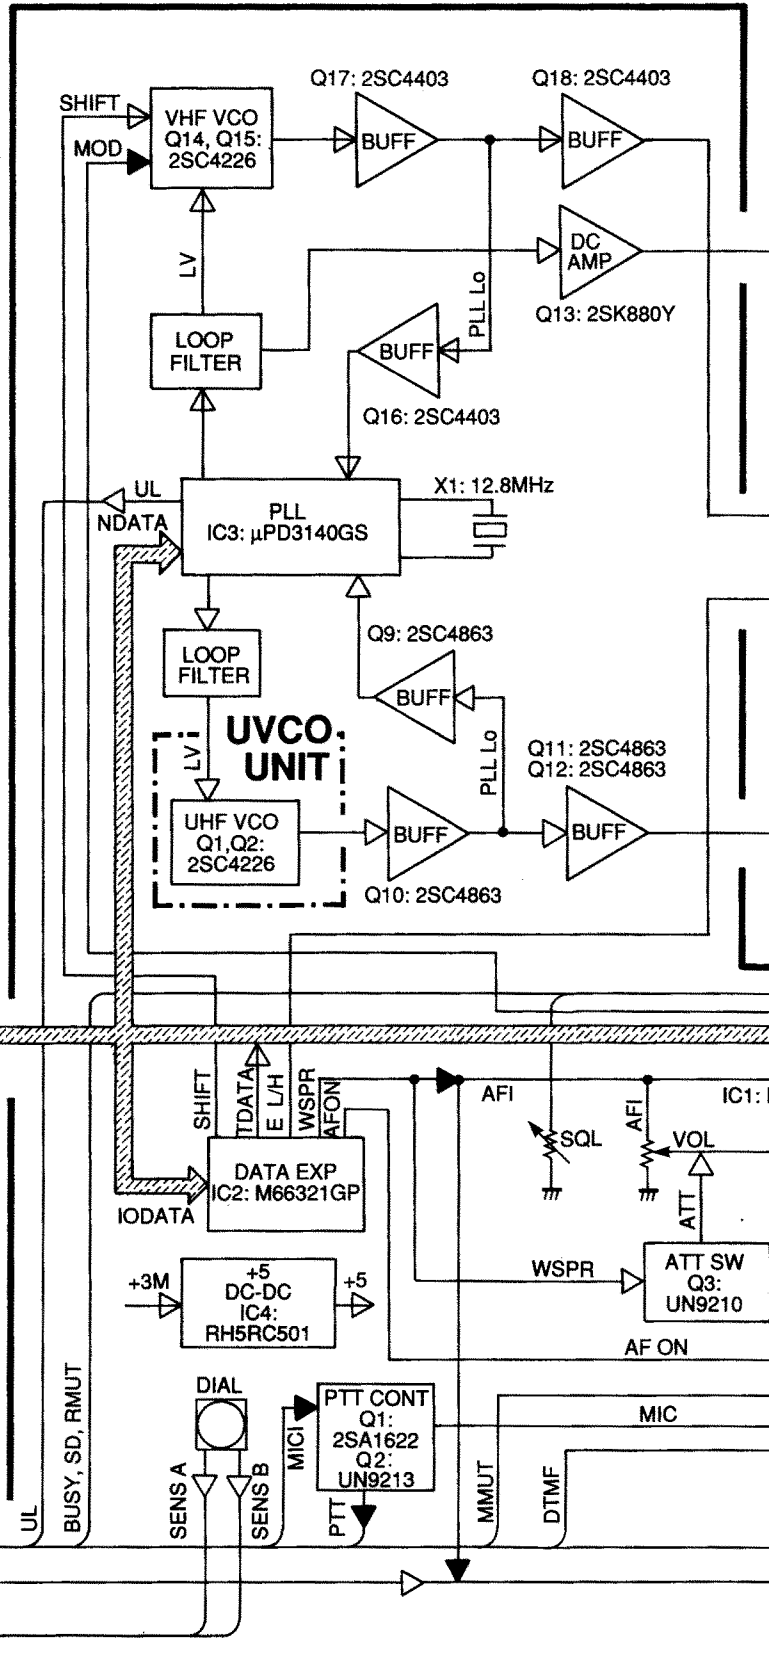 Q17: 2SC4403
Q18: 2SC4403
SHIFT
VHF VCO
Q14, Q15:
2SC4226
BUFF
BUFF
MOD
DC
AMP
Q13: 2SK880Y
LV
PLL Lo
LOOP
FILTER
BUFF
Q16: 2SC4403
UL
NDATA
PLL
IC3: µPD3140GS
X1: 12.8MHz
Q9: 2SC4863
LOOP
FILTER
BUFF
LV
UVCO
UNIT
PLL Lo
Q11: 2SC4863
Q12: 2SC4863
UHF VCO
Q1,Q2:
2SC4226
BUFF
BUFF
Q10: 2SC4863
SHIFT
TDATA
E L/H
WSPR
AFON
AFI
IC1:
DATA EXP
IC2: M66321GP
IODATA
SQL
AFI
VOL
ATT
WSPR
ATT SW
Q3:
UN9210
+3M
+5
DC-DC
IC4:
RH5RC501
+5
AF ON
DIAL
PTT CONT
Q1:
2SA1622
Q2:
UN9213
MIC
UL
BUSY, SD, RMUT
SENS A
SENS B
MICI
PTT
MMUT
DTMF